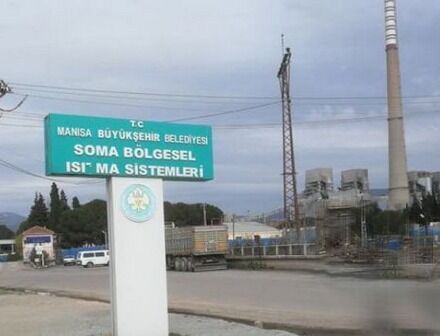 T.C
MANİSA BÜYÜKŞEHİR BELEDİYESİ
SOMA BÖLGESEL
ISI MA SİSTEMLERİ